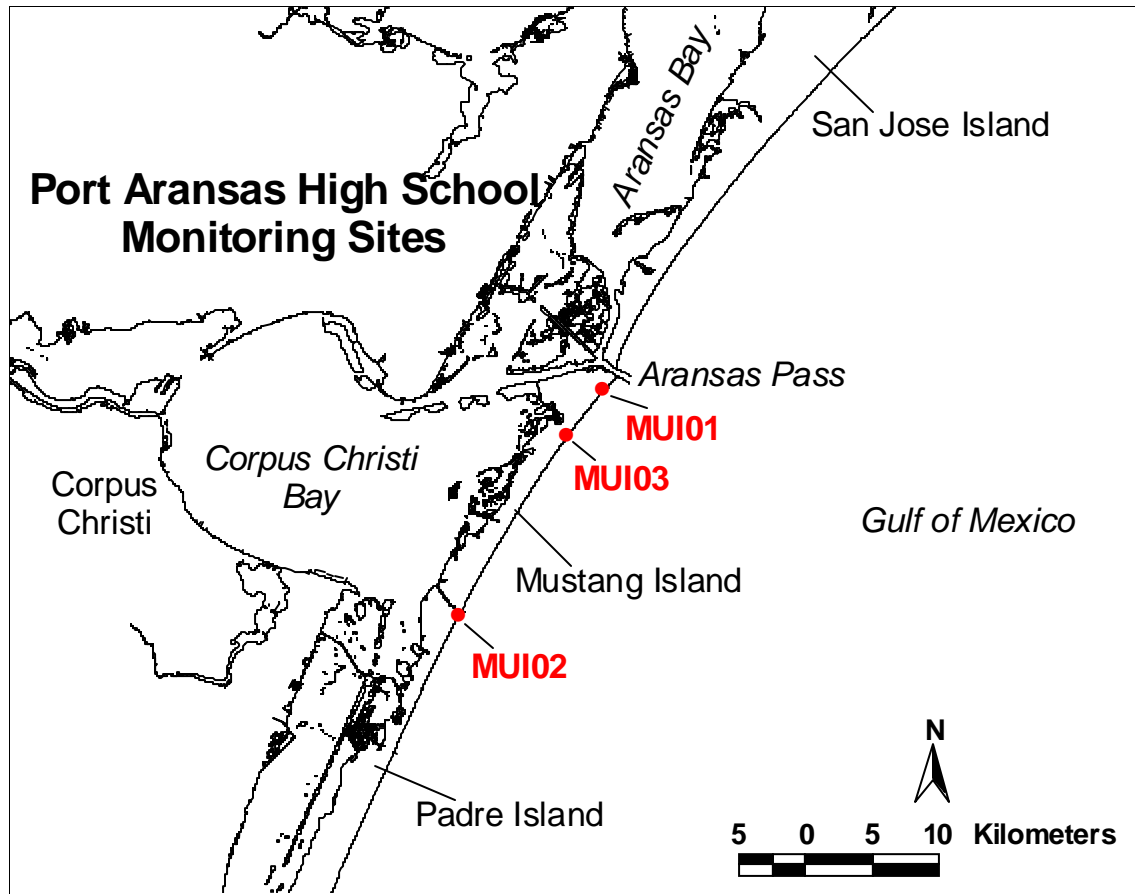 San Jose Island
Aransas Bay
Port Aransas High School
Monitoring Sites
Aransas Pass
MUI01
MUI03
Corpus Christi
Bay
Corpus
Christi
Gulf of Mexico
Mustang Island
MUI02
Padre Island
N
5 0 5 10 Kilometers